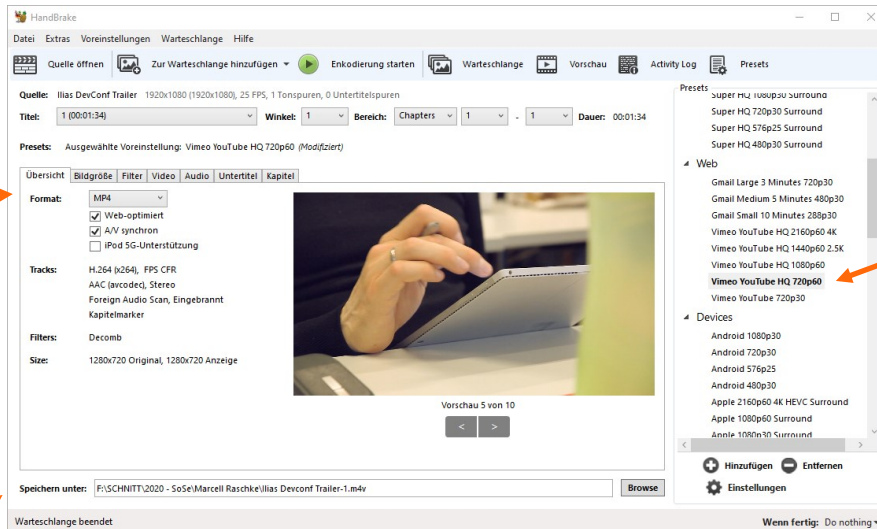 HandBrake
Datei Extras Voreinstellungen Warteschlange Hilfe
Quelle öffnen Zur Warteschlange hinzufügen Enkodierung starten Warteschlange Vorschau Activity Log Presets
Quelle: Ilias DevConf Trailer 1920x1080 (1920x1080), 25 FPS, 1 Tonspuren, 0 Untertitelspuren
Titel: 1 (00:01:34) Winkel: 1 Bereich: Chapters 1 - 1 Dauer: 00:01:34
Presets: Ausgewählte Voreinstellung: Vimeo YouTube HQ 720p60 (Modifiziert)
Übersicht Bildgröße Filter Video Audio Untertitel Kapitel
Format: MP4
Web-optimiert
A/V synchron
iPod 5G-Unterstützung
Tracks: H.264 (x264), FPS CFR
AAC (avcodec), Stereo
Foreign Audio Scan, Eingebrannt
Kapitelmarker
Filters: Decomb
Size: 1280x720 Original, 1280x720 Anzeige
Vorschau 5 von 10
< >
Speichern unter: F:\SCHNITT\2020 - SoSe\Marcell Raschke\Ilias Devconf Trailer-1.m4v Browse
Presets
Super HQ 1080p30 Surround
Super HQ 720p30 Surround
Super HQ 576p25 Surround
Super HQ 480p30 Surround
Web
Gmail Large 3 Minutes 720p30
Gmail Medium 5 Minutes 480p30
Gmail Small 10 Minutes 288p30
Vimeo YouTube HQ 2160p60 4K
Vimeo YouTube HQ 1440p60 2.5K
Vimeo YouTube HQ 1080p60
Vimeo YouTube HQ 720p60
Vimeo YouTube 720p30
Devices
Android 1080p30
Android 720p30
Android 576p25
Android 480p30
Apple 2160p60 4K HEVC Surround
Apple 1080p60 Surround
Apple 1080p30 Surround
Hinzufügen Entfernen
Einstellungen
Warteschlange beendet
Wenn fertig: Do nothing